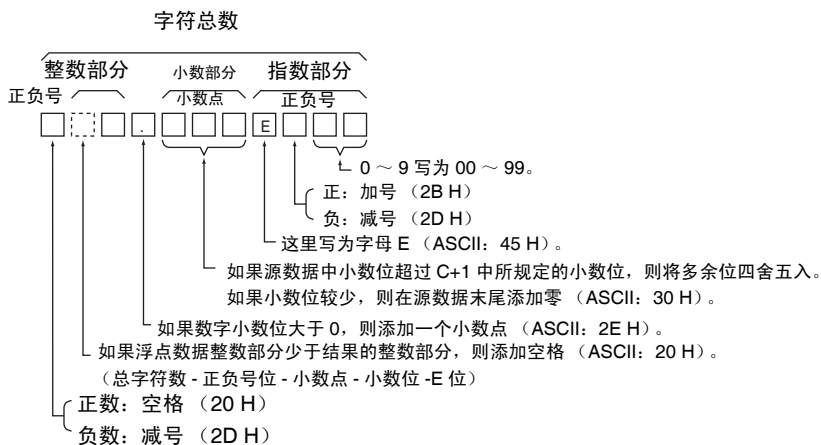 字符总数
整数部分 小数部分 指数部分
正负号 小数点 正负号
. E
0 ～ 9 写为 00 ～ 99。
正：加号 （2B H）
负：减号 （2D H）
这里写为字母 E （ASCII：45 H）。
如果源数据中小数位超过 C+1 中所规定的小数位，则将多余位四舍五入。
如果小数位较少，则在源数据末尾添加零 （ASCII：30 H）。
如果数字小数位大于 0，则添加一个小数点 （ASCII：2E H）。
如果浮点数据整数部分少于结果的整数部分，则添加空格 （ASCII：20 H）。
（总字符数 - 正负号位 - 小数点 - 小数位 -E 位）
正数：空格 （20 H）
负数：减号 （2D H）